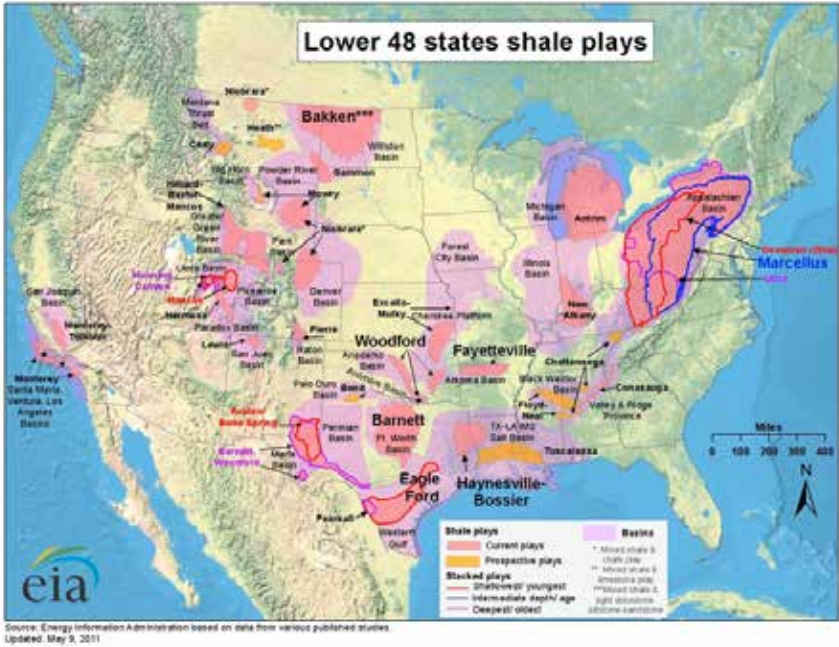 Lower 48 states shale plays
Niobrara*
Montana
Thrust
Belt
Bakken***
Heath**
Cody
Williston
Basin
Big Horn
Basin
Powder River
Basin
Gammon
Hilliard-
Baxter-
Mancos
Mowry
Greater
Green
River
Basin
Niobrara*
Park
Basin
Uinta Basin
Manning
Canyon
Mancos
Piceance
Basin
Denver
Basin
Hermosa
Paradox Basin
Lewis
San Juan
Basin
Pierre
Raton
Basin
San Joaquin
Basin
Monterey-
Temblor
Monterey
Santa Maria,
Ventura, Los
Angeles
Basins
Forest
City Basin
Excello-
Mulky
Cherokee Platform
Woodford
Anadarko
Basin
Ardmore Basin
Palo Duro
Basin
Bend
Fayetteville
Arkoma Basin
Michigan
Basin
Antrim
Illinois
Basin
New
Albany
Appalachian
Basin
Devonian (Ohio)
Marcellus
Utica
Chattanooga
Black Warrior
Basin
Conasauga
Floyd-
Neal
Valley & Ridge
Province
Avalon/
Bone Spring
Permian
Basin
Barnett
Ft. Worth
Basin
TX-LA-MS
Salt Basin
Tuscaloosa
Barnett-
Woodford
Marfa
Basin
Eagle
Ford
Haynesville-
Bossier
Pearsall
Western
Gulf
Miles
0 100 200 300 400
N
Shale plays
Current plays
Prospective plays
Stacked plays
Shallowest/ youngest
Intermediate depth/ age
Deepest/ oldest
Basins
* Mixed shale &
chalk play
** Mixed shale &
limestone play
***Mixed shale &
tight dolostone-
siltstone-sandstone
eia
Source: Energy Information Administration based on data from various published studies.
Updated: May 9, 2011